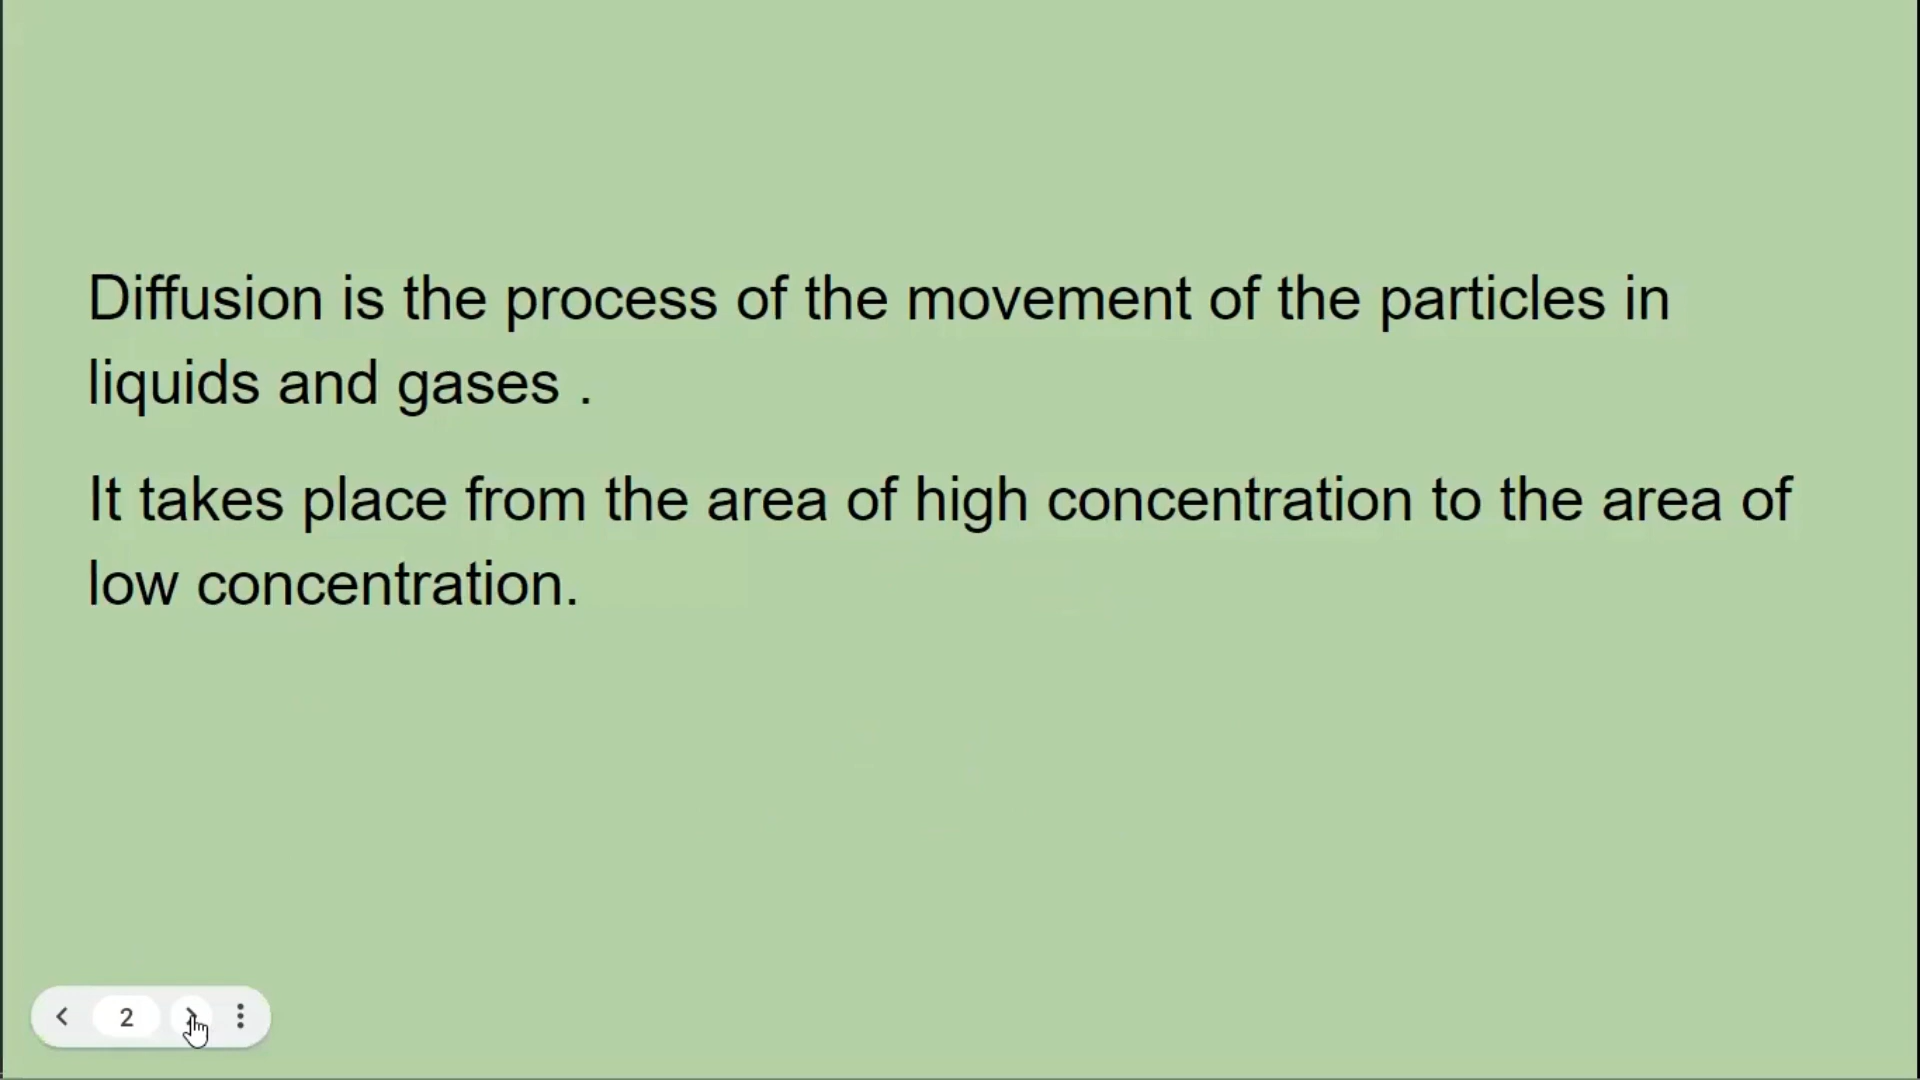 Diffusion is the process of the movement of the particles in
liquids and gases .
It takes place from the area of high concentration to the area of
low concentration.
2